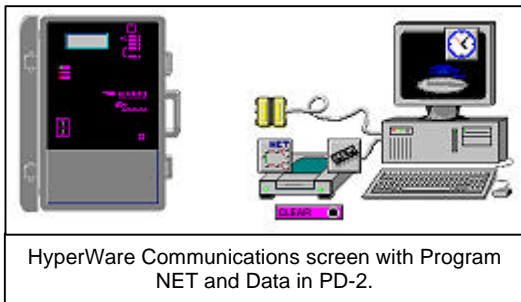 NET
CLEAR
HyperWare Communications screen with Program
NET and Data in PD-2.